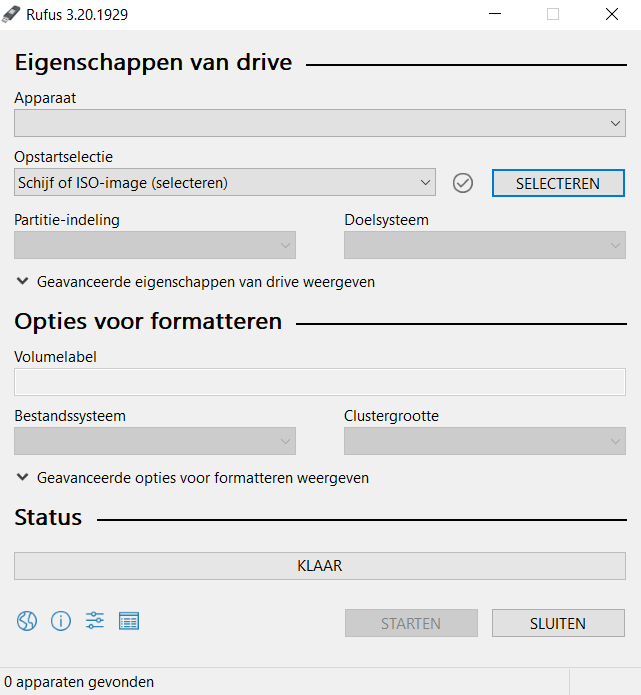 Rufus 3.20.1929
Eigenschappen van drive
Apparaat
Opstartselectie
Schijf of ISO-image (selecteren)
SELECTEREN
Partitie-indeling
Doelsysteem
Geavanceerde eigenschappen van drive weergeven
Opties voor formatteren
Volumelabel
Bestandssysteem
Clustergrootte
Geavanceerde opties voor formatteren weergeven
Status
KLAAR
STARTEN
SLUITEN
0 apparaten gevonden